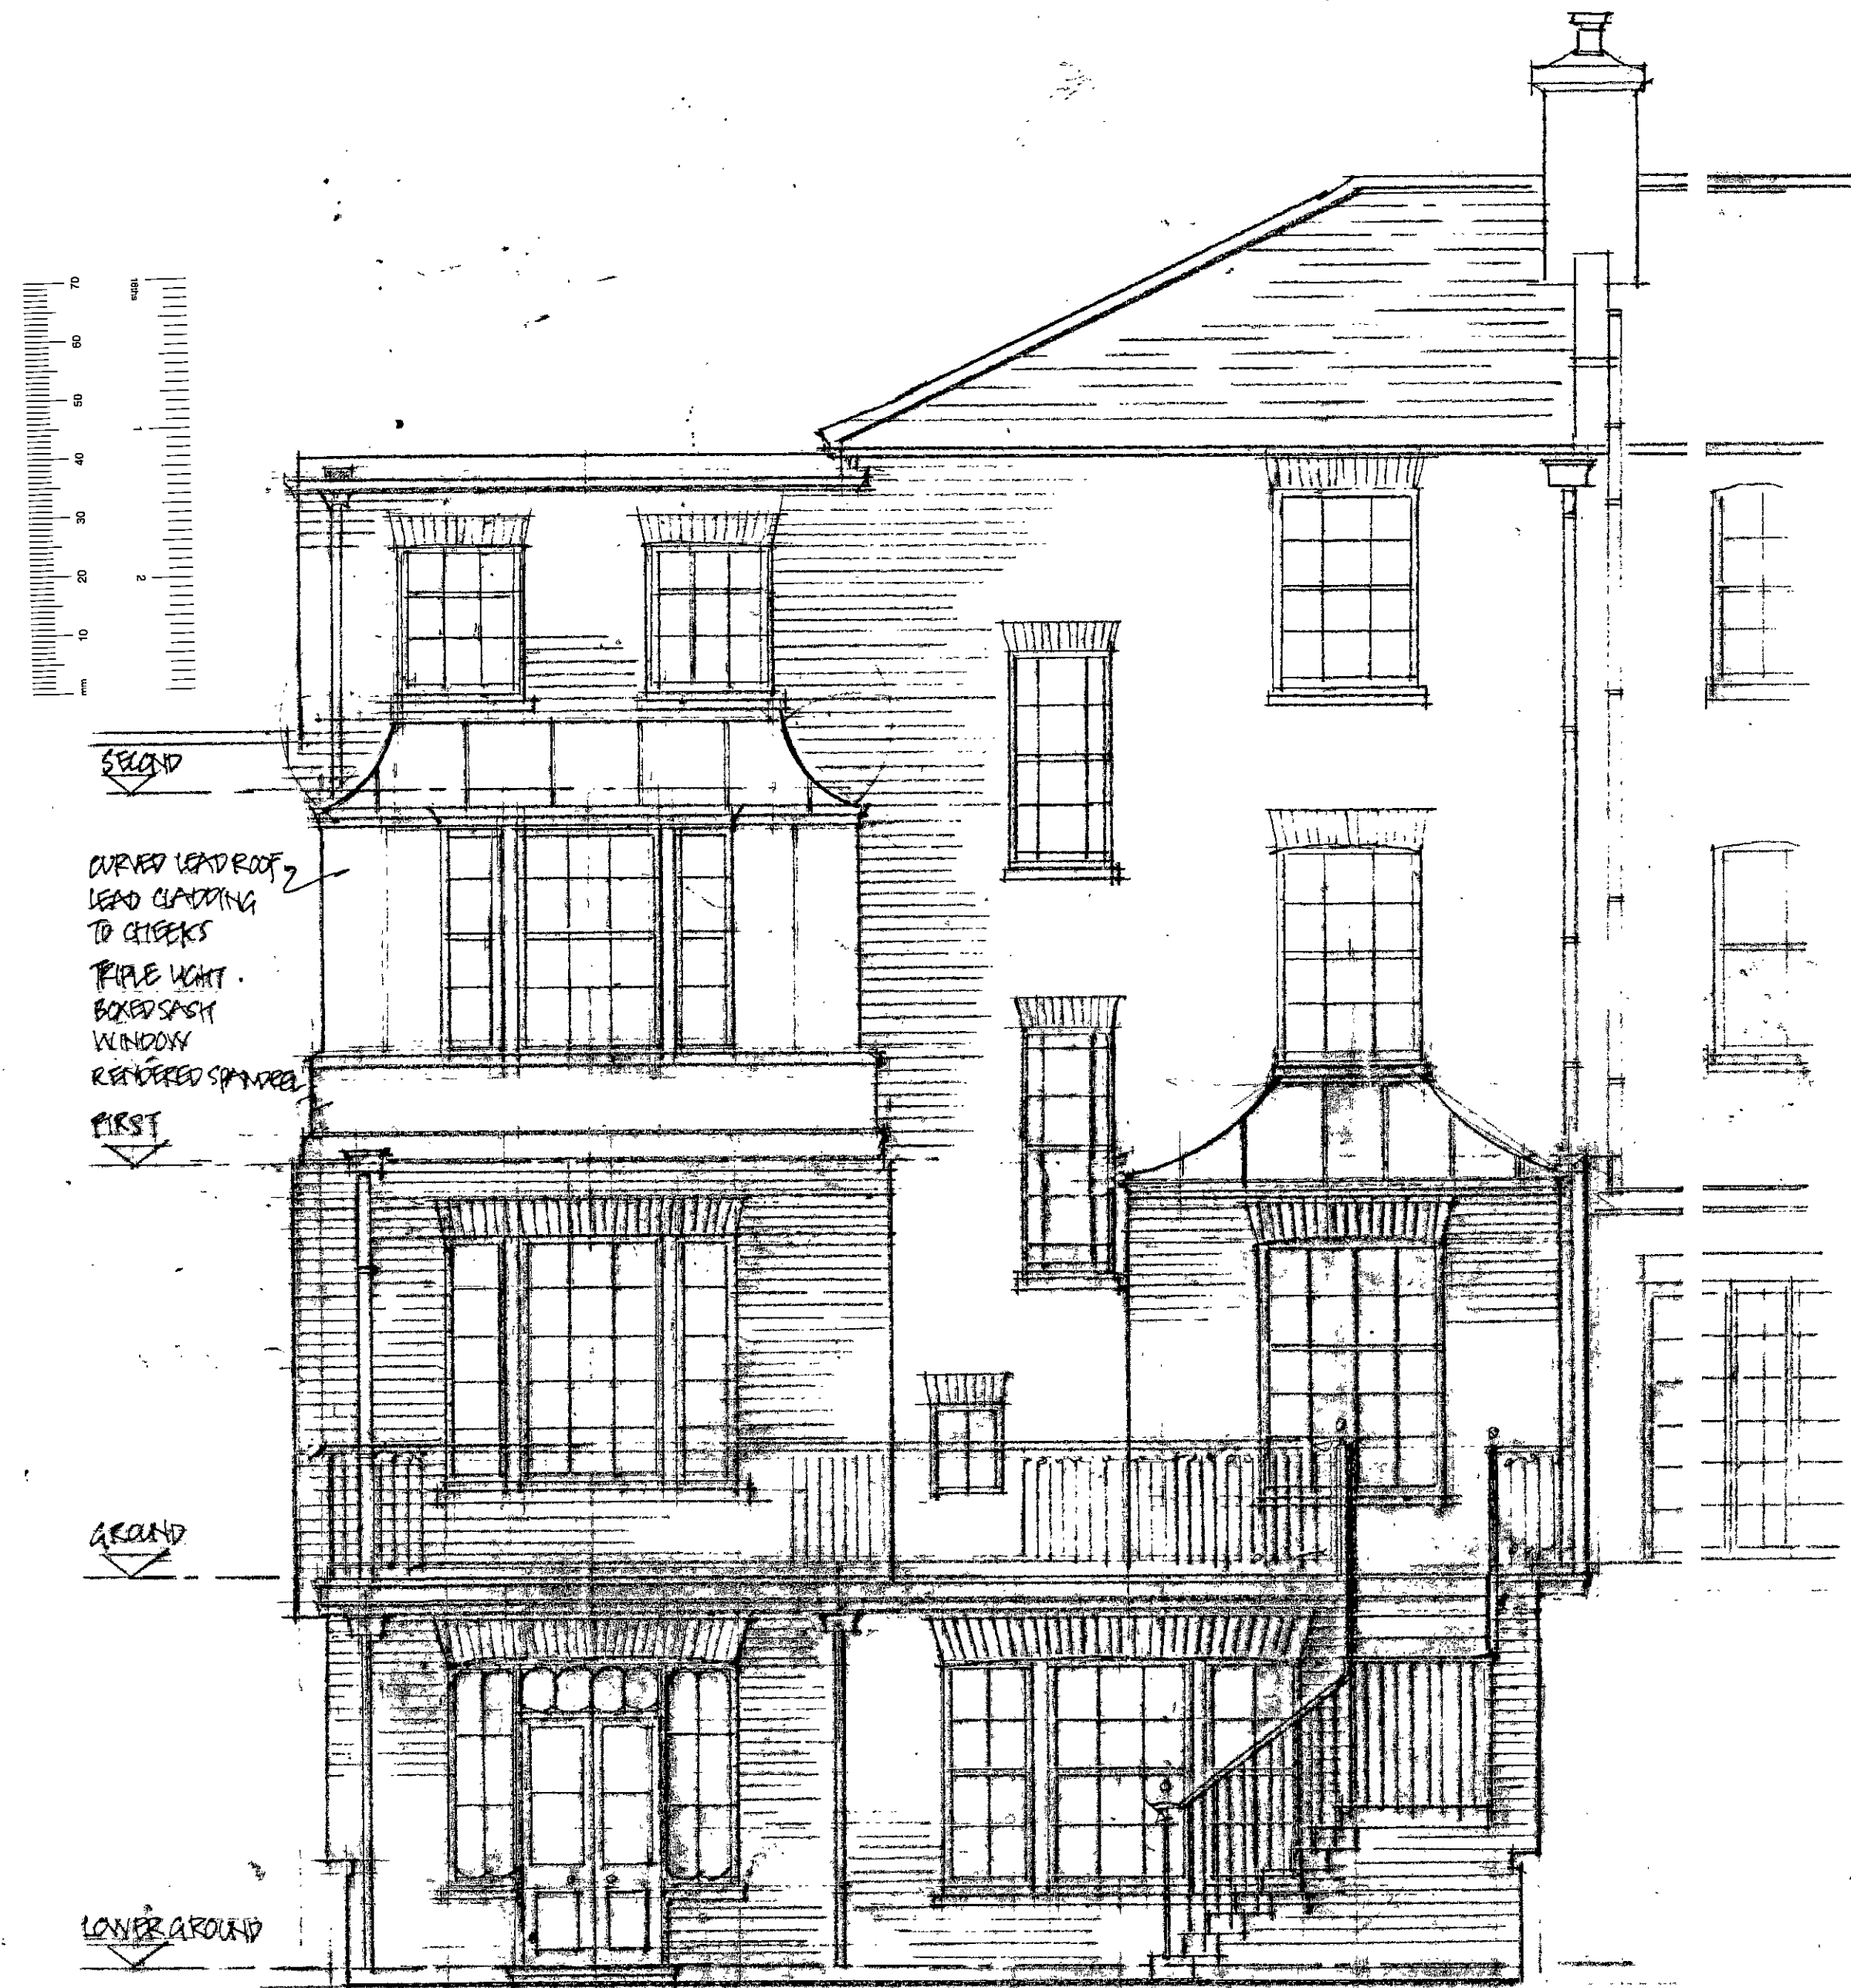 70
60
50
40
30
20
10
mm
16ths
1
2
SECOND
CURVED LEAD ROOF
LEAD CLADDING
TO CHEEKS
TRIPLE LIGHT.
BOXED SASH
WINDOW
RENDERED SPANDREL
FIRST
GROUND
LOWER GROUND